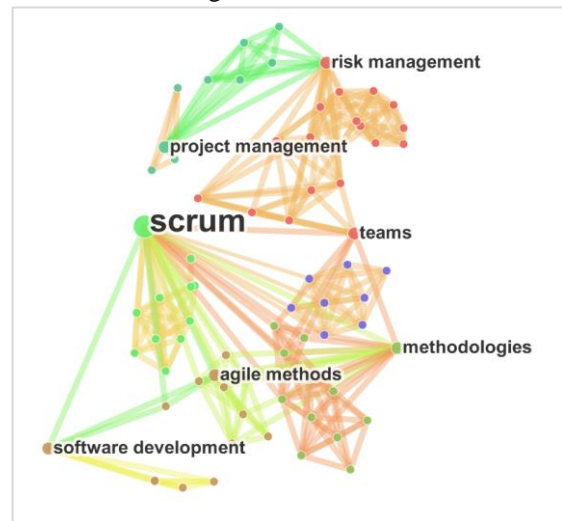 risk management
project management
scrum
teams
methodologies
agile methods
software development